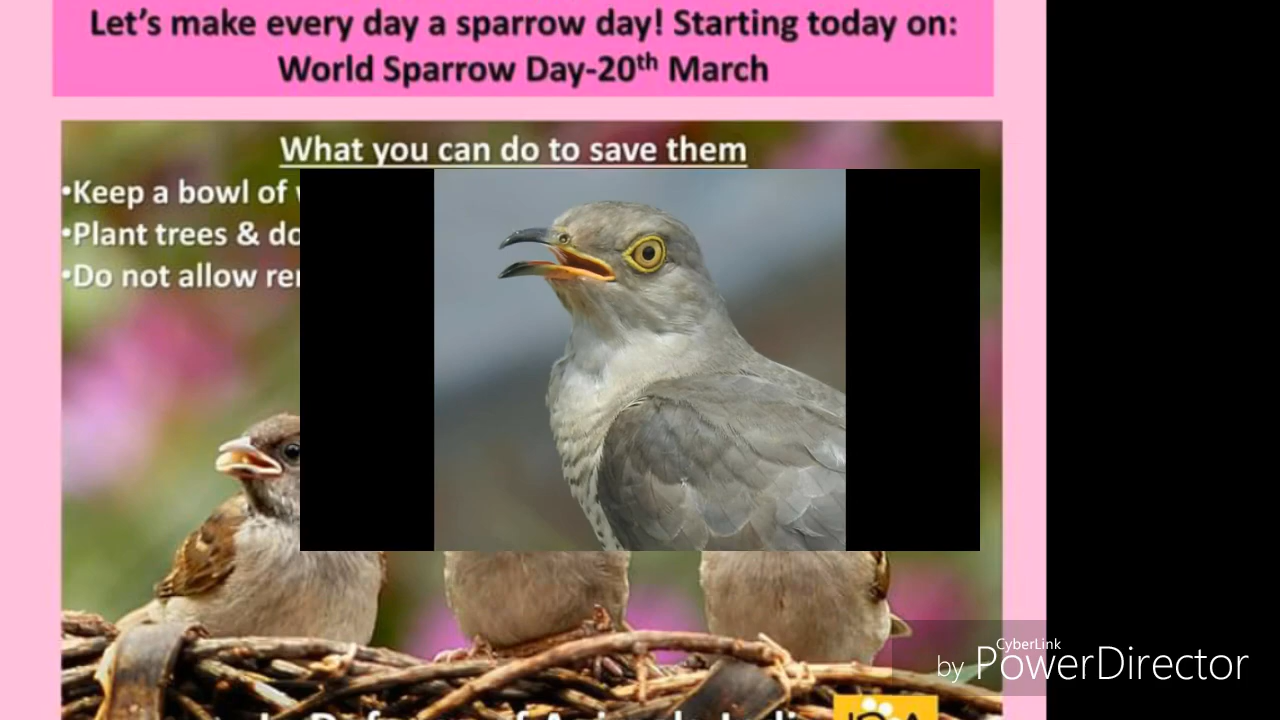 Let's make every day a sparrow day! Starting today on:
World Sparrow Day-20th March
What you can do to save them
•Keep a bowl of
•Plant trees & do
•Do not allow
CyberLink
by PowerDirector